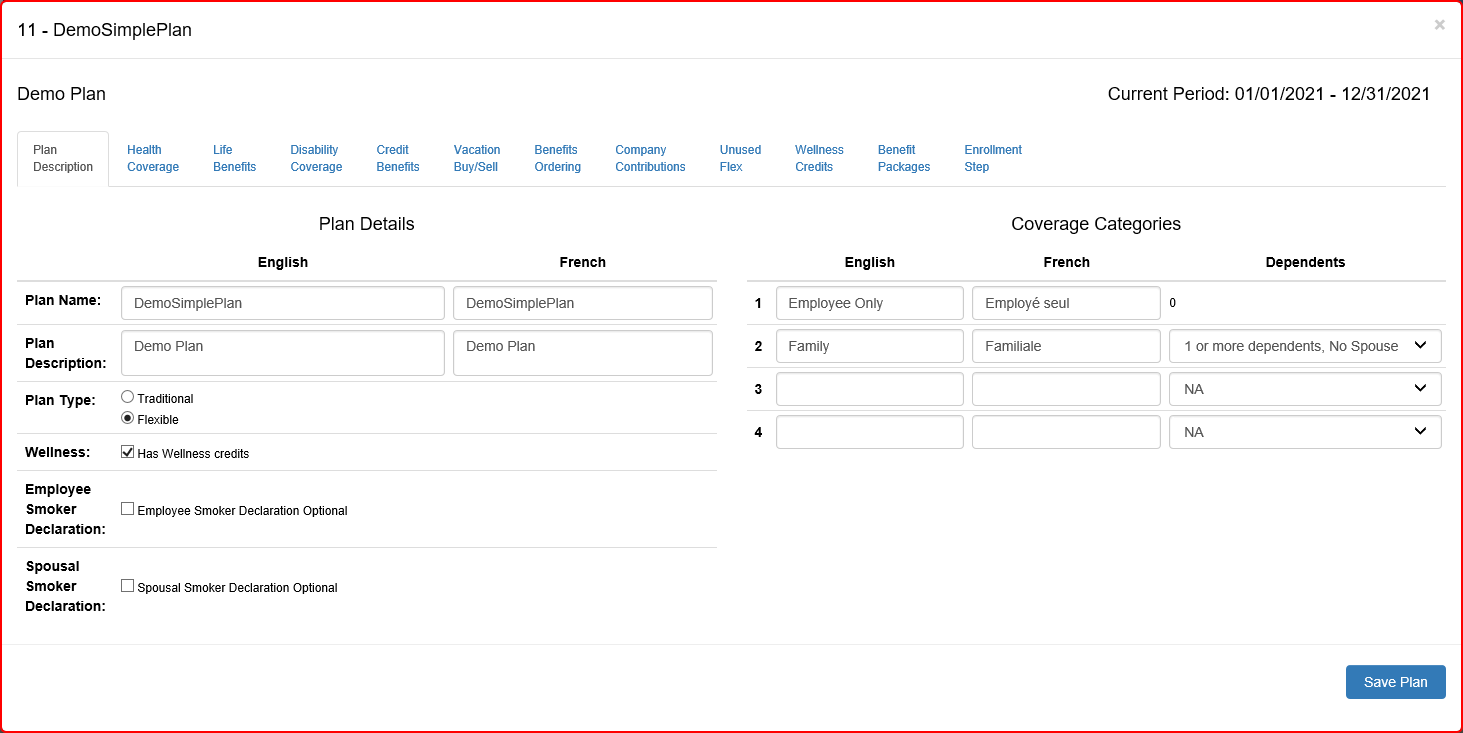 11 - DemoSimplePlan
×
Demo Plan
Current Period: 01/01/2021 - 12/31/2021
Plan Description
Health Coverage
Life Benefits
Disability Coverage
Credit Benefits
Vacation Buy/Sell
Benefits Ordering
Company Contributions
Unused Flex
Wellness Credits
Benefit Packages
Enrollment Step
Plan Details
English French
Plan Name: DemoSimplePlan DemoSimplePlan
Plan Description: Demo Plan Demo Plan
Plan Type: Traditional
Flexible
Wellness: Has Wellness credits
Employee Smoker Declaration: Employee Smoker Declaration Optional
Spousal Smoker Declaration: Spousal Smoker Declaration Optional
Coverage Categories
English French Dependents
1 Employee Only Employé seul 0
2 Family Familiale 1 or more dependents, No Spouse
3 NA
4 NA
Save Plan